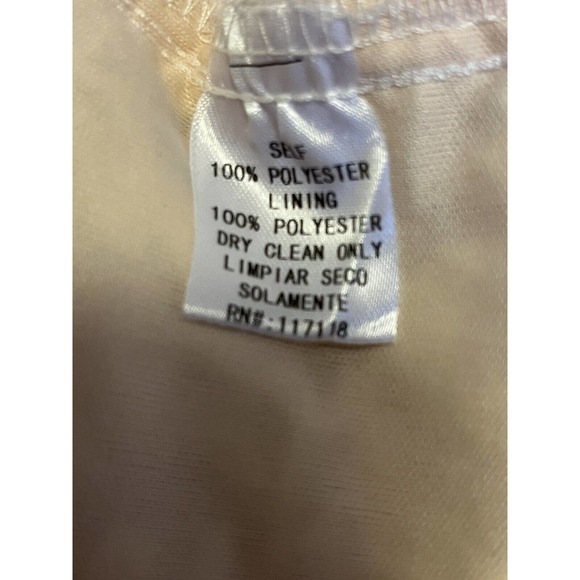 SELF
100% POLYESTER
LINING
100% POLYESTER
DRY CLEAN ONLY
LIMPIAR SECO
SOLAMENTE
RN#:117118